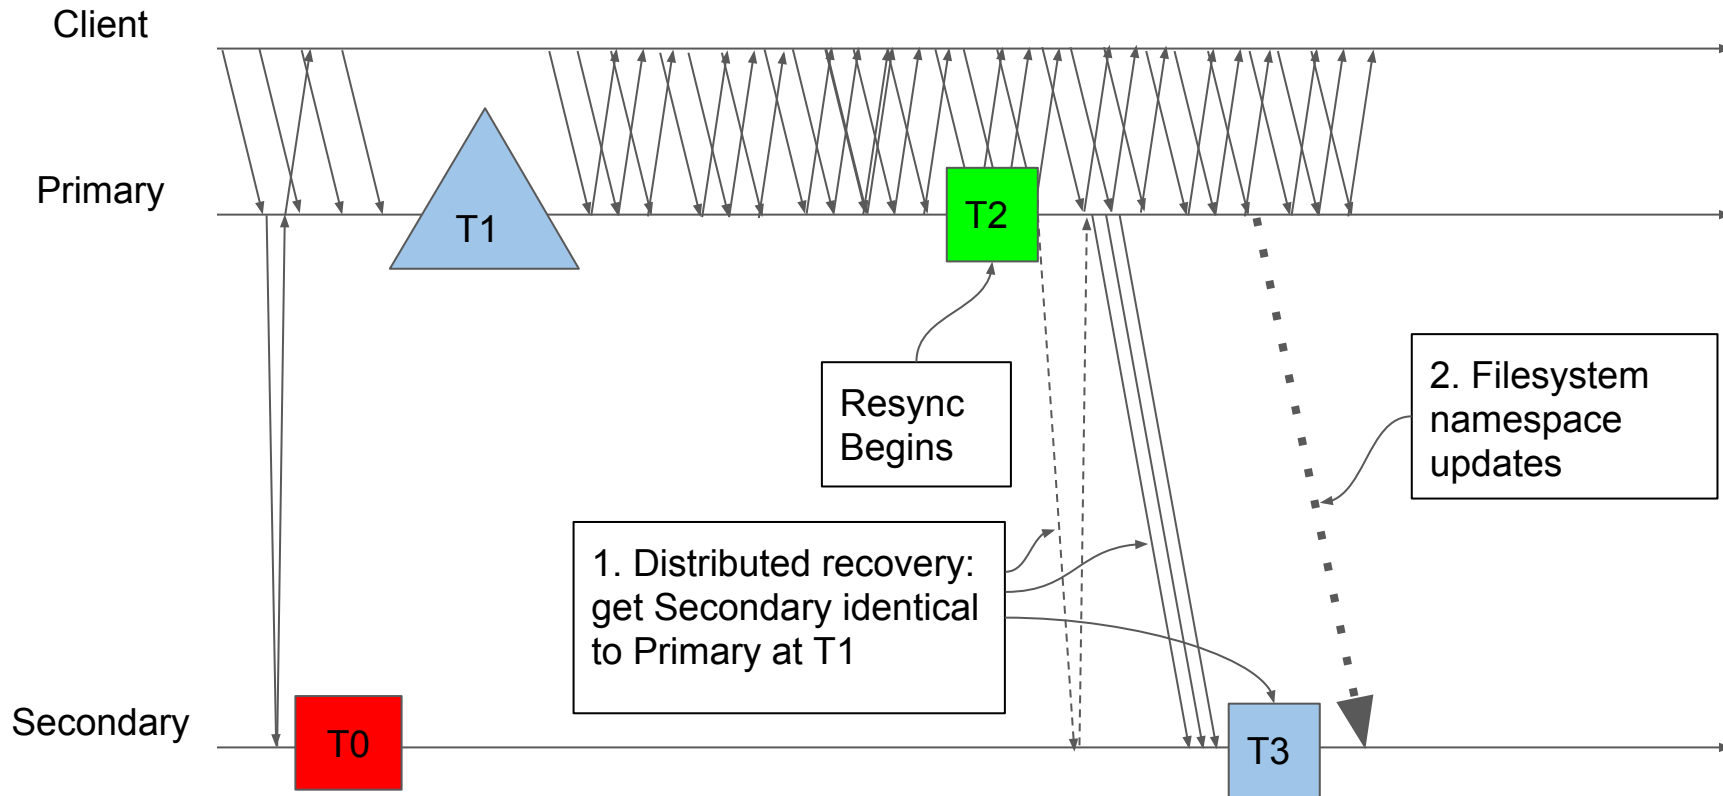 Client
Primary
T1
T2
Resync
Begins
2. Filesystem
namespace
updates
1. Distributed recovery:
get Secondary identical
to Primary at T1
Secondary
T0
T3